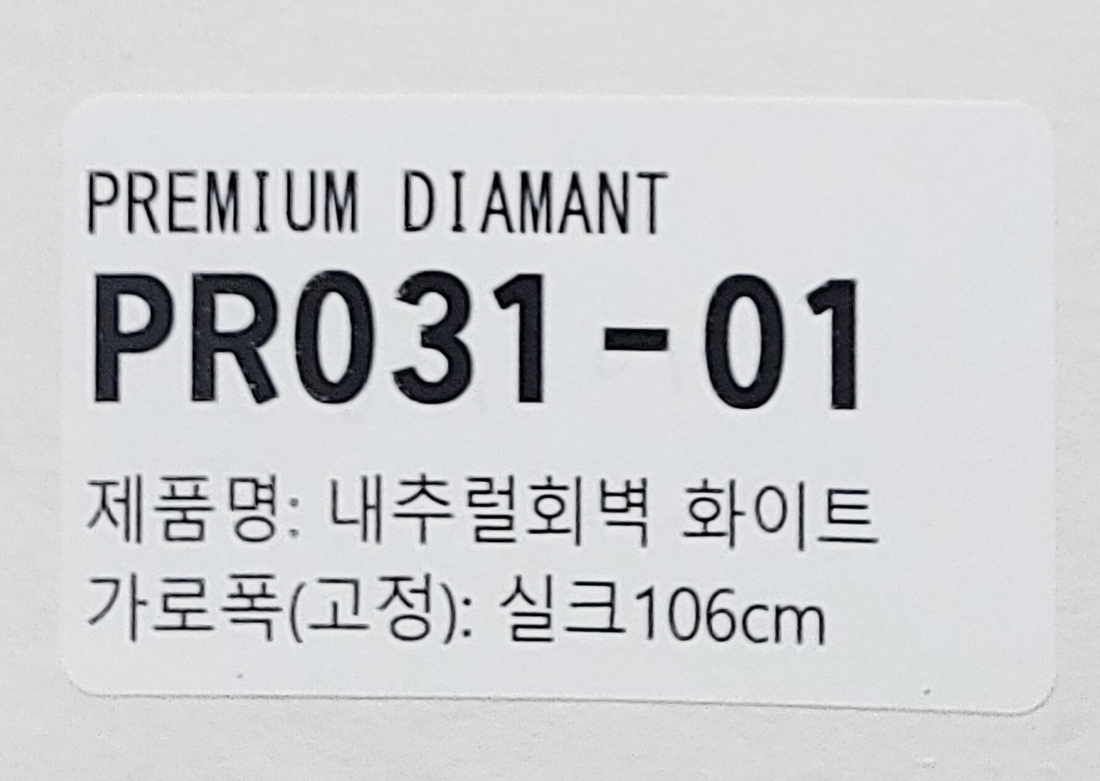 PREMIUM DIAMANT
PR031-01
제품명: 내추럴회벽 화이트
가로폭(고정): 실크106cm